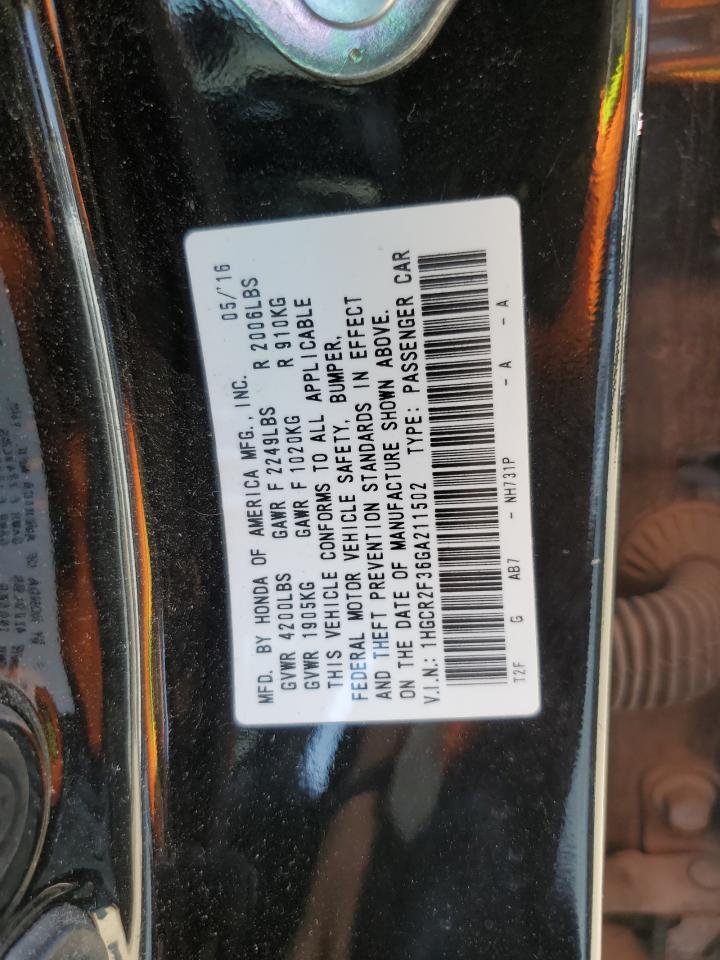 MFD. BY HONDA OF AMERICA MFG., INC. 05/'16
GVWR 4200LBS GAWR F 2249LBS R 2006LBS
GVWR 1905KG GAWR F 1020KG R 910KG
THIS VEHICLE CONFORMS TO ALL APPLICABLE
FEDERAL MOTOR VEHICLE SAFETY, BUMPER,
AND THEFT PREVENTION STANDARDS IN EFFECT
ON THE DATE OF MANUFACTURE SHOWN ABOVE.
V.I.N.: 1HGCR2F36GA211502 TYPE: PASSENGER CAR
T2F G AB7 - NH731P - A - A